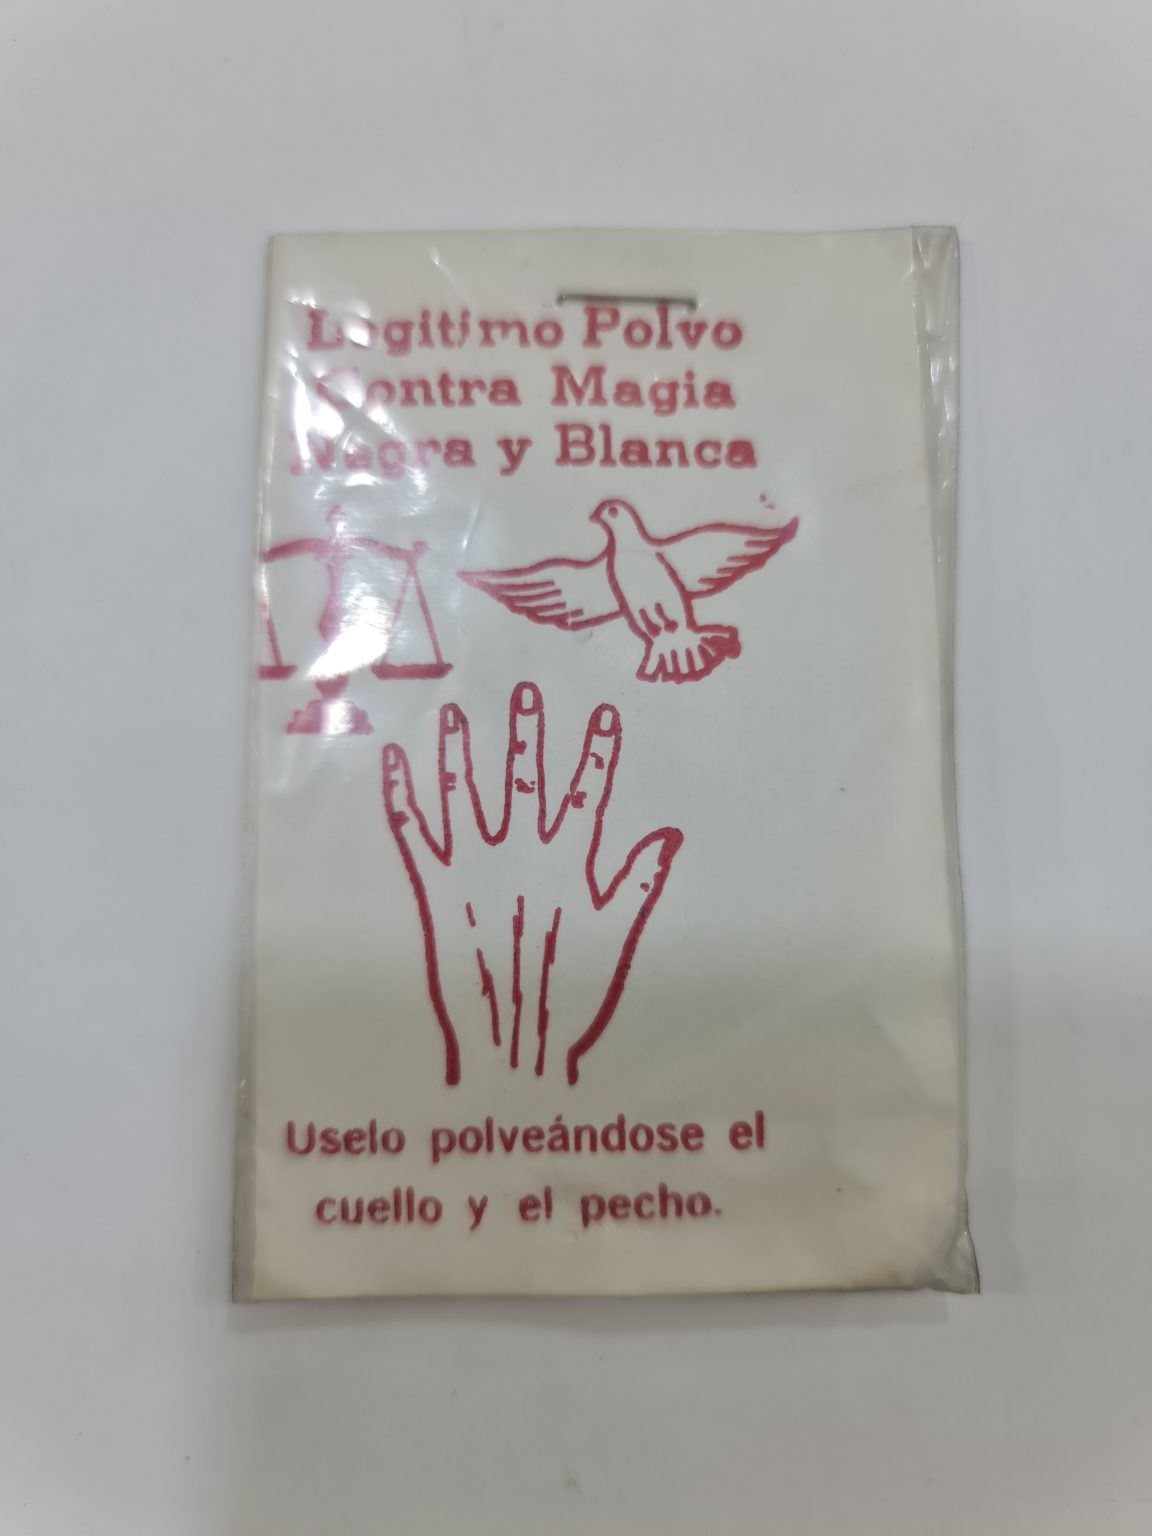 Legitimo Polvo
Contra Magia
Negra y Blanca
Uselo polveándose el
cuello y el pecho.